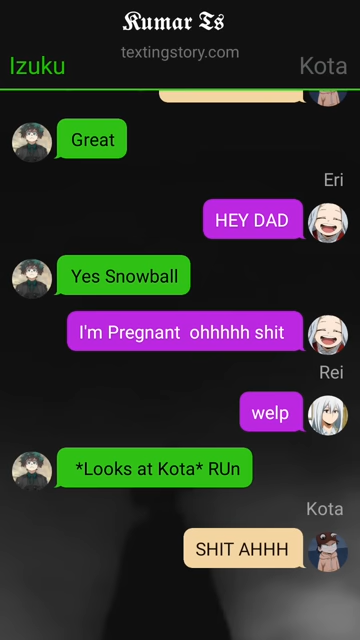 Kumar Ts
textingstory.com
Izuku
Kota
Great
Eri
HEY DAD
Yes Snowball
I'm Pregnant ohhhhh shit
Rei
welp
*Looks at Kota* RUn
Kota
SHIT AHHH